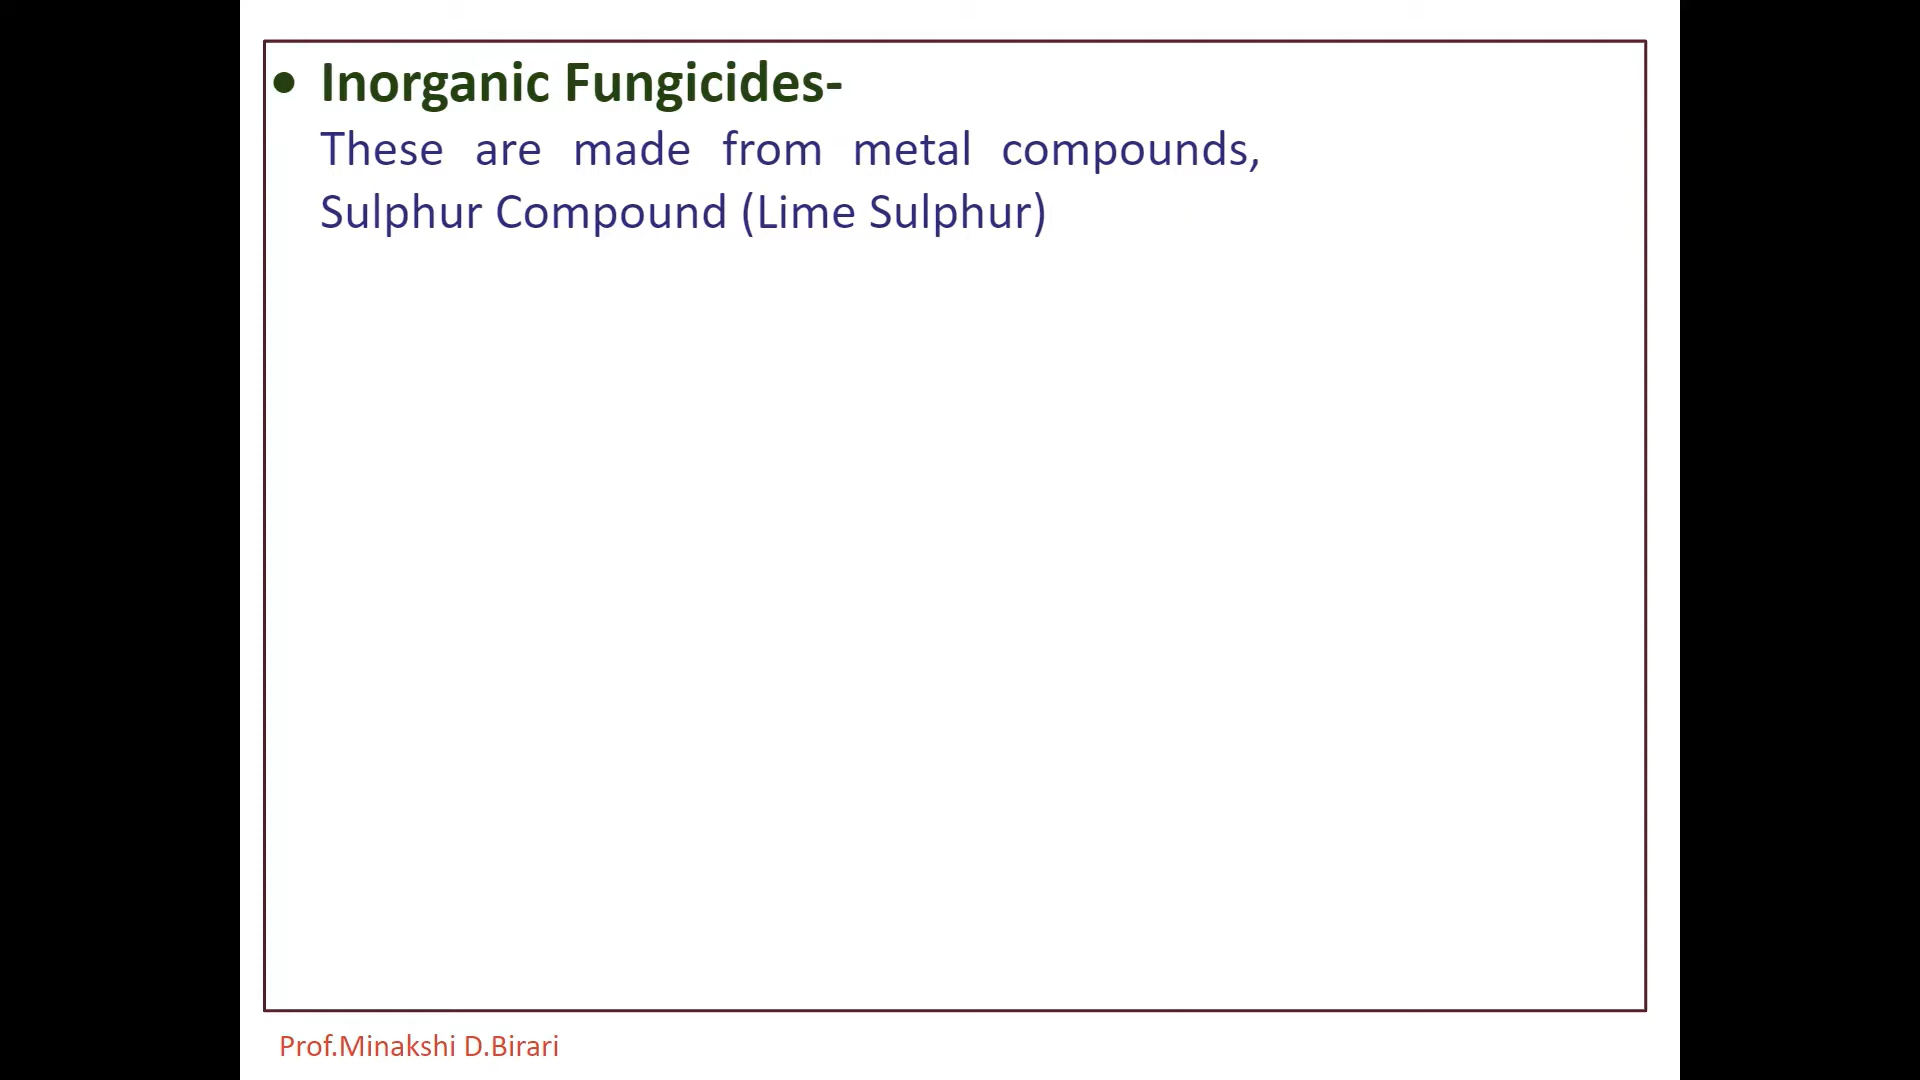 • Inorganic Fungicides-
These are made from metal compounds,
Sulphur Compound (Lime Sulphur)
Prof.Minakshi D.Birari